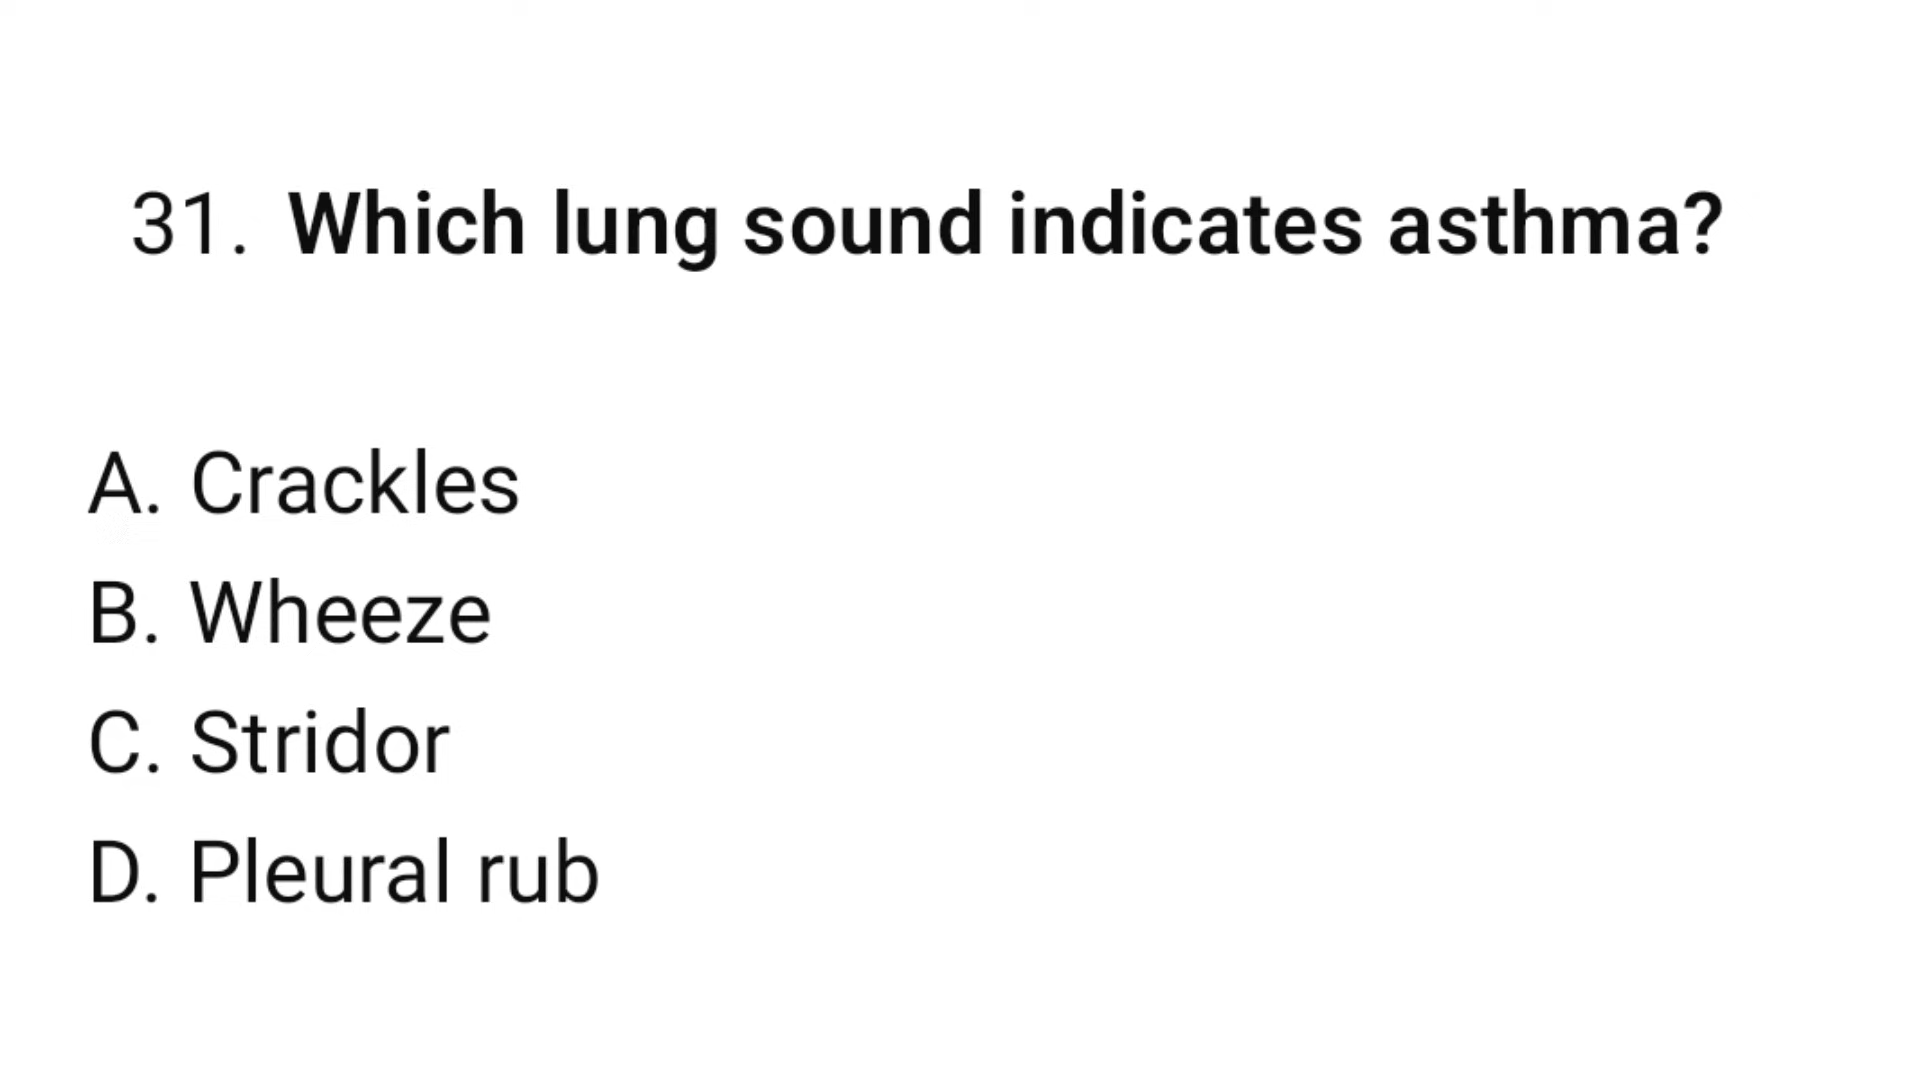 31. Which lung sound indicates asthma?
A. Crackles
B. Wheeze
C. Stridor
D. Pleural rub